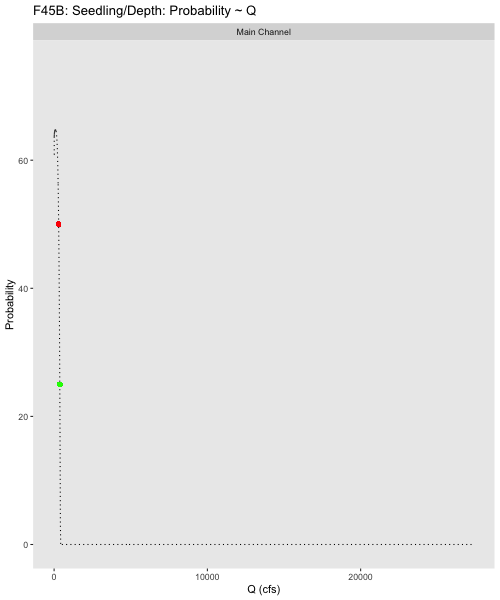 F45B: Seedling/Depth: Probability ~ Q
Main Channel
60
40
20
0
Probability
0 10000 20000
Q (cfs)